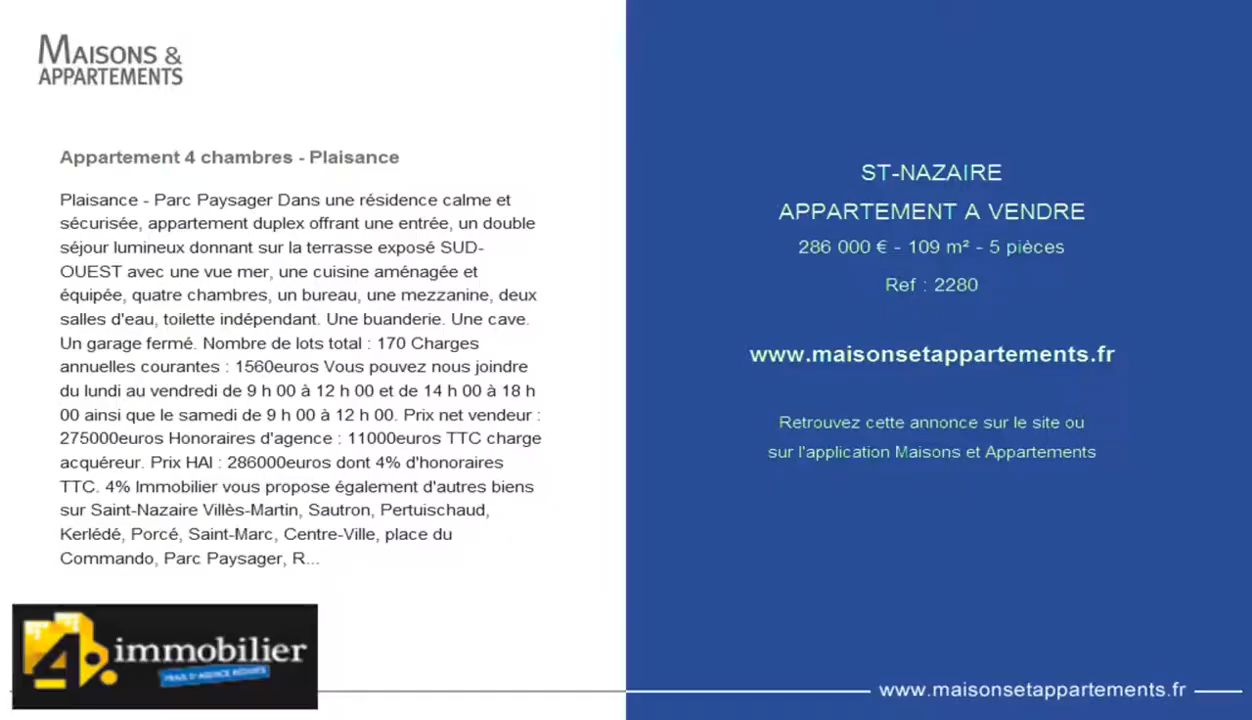 MAISONS &
APPARTEMENTS
Appartement 4 chambres - Plaisance
Plaisance - Parc Paysager Dans une résidence calme et
sécurisée, appartement duplex offrant une entrée, un double
séjour lumineux donnant sur la terrasse exposé SUD-
OUEST avec une vue mer, une cuisine aménagée et
équipée, quatre chambres, un bureau, une mezzanine, deux
salles d'eau, toilette indépendant. Une buanderie. Une cave.
Un garage fermé. Nombre de lots total : 170 Charges
annuelles courantes : 1560euros Vous pouvez nous joindre
du lundi au vendredi de 9 h 00 à 12 h 00 et de 14 h 00 à 18 h
00 ainsi que le samedi de 9 h 00 à 12 h 00. Prix net vendeur :
275000euros Honoraires d'agence : 11000euros TTC charge
acquéreur. Prix HAI : 286000euros dont 4% d'honoraires
TTC. 4% Immobilier vous propose également d'autres biens
sur Saint-Nazaire Villès-Martin, Sautron, Pertuischaud,
Kerlédé, Porcé, Saint-Marc, Centre-Ville, place du
Commando, Parc Paysager, R...
4% immobilier
FRAIS D'AGENCE RÉDUITS
ST-NAZAIRE
APPARTEMENT A VENDRE
286 000 € - 109 m² - 5 pièces
Ref : 2280
www.maisonsetappartements.fr
Retrouvez cette annonce sur le site ou
sur l'application Maisons et Appartements
www.maisonsetappartements.fr